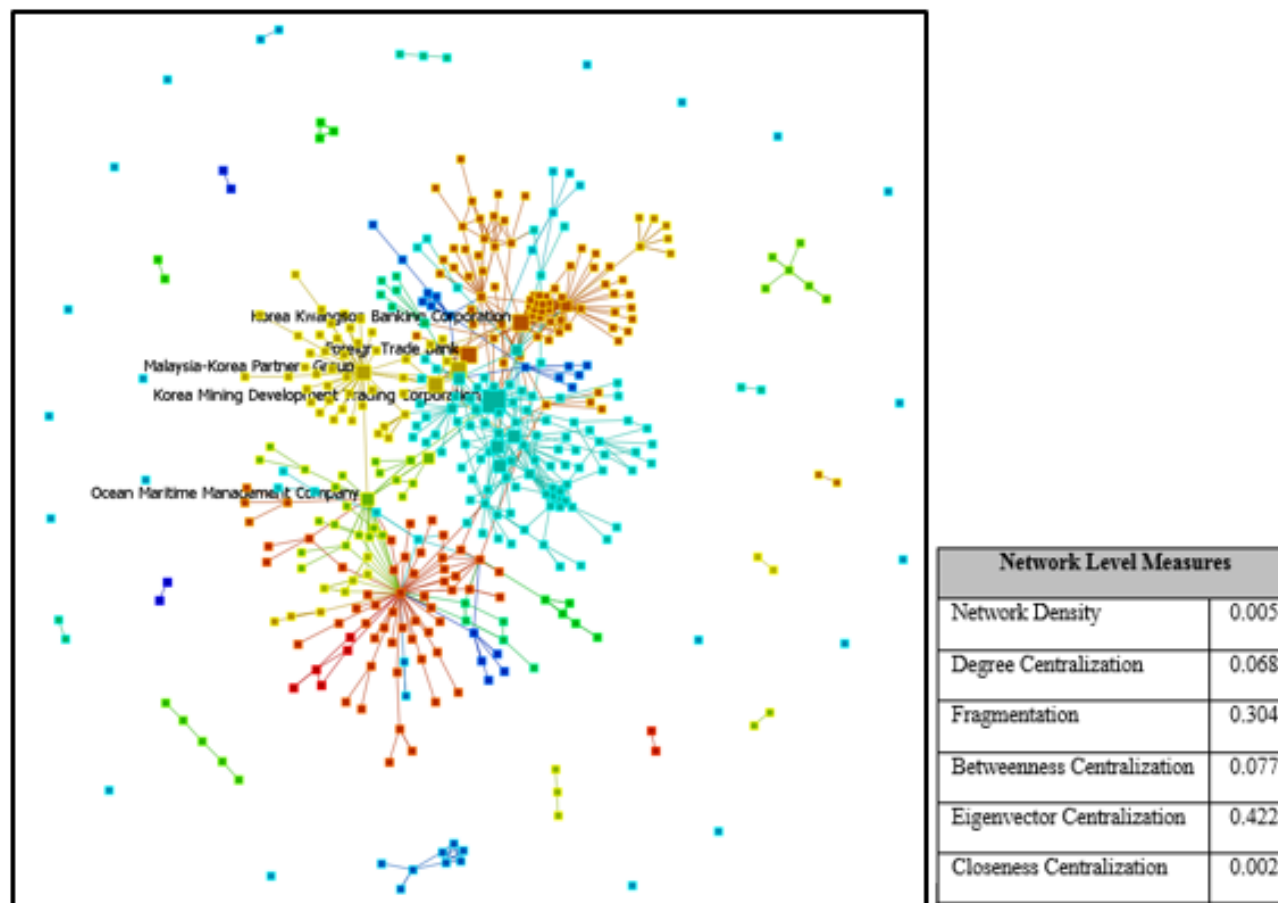 Korea Kwangson Banking Corporation
Foreign Trade Bank
Malaysia-Korea Partner Group
Korea Mining Development Trading Corporation
Ocean Maritime Management Company
Network Level Measures
Network Density 0.005
Degree Centralization 0.068
Fragmentation 0.304
Betweenness Centralization 0.077
Eigenvector Centralization 0.422
Closeness Centralization 0.002